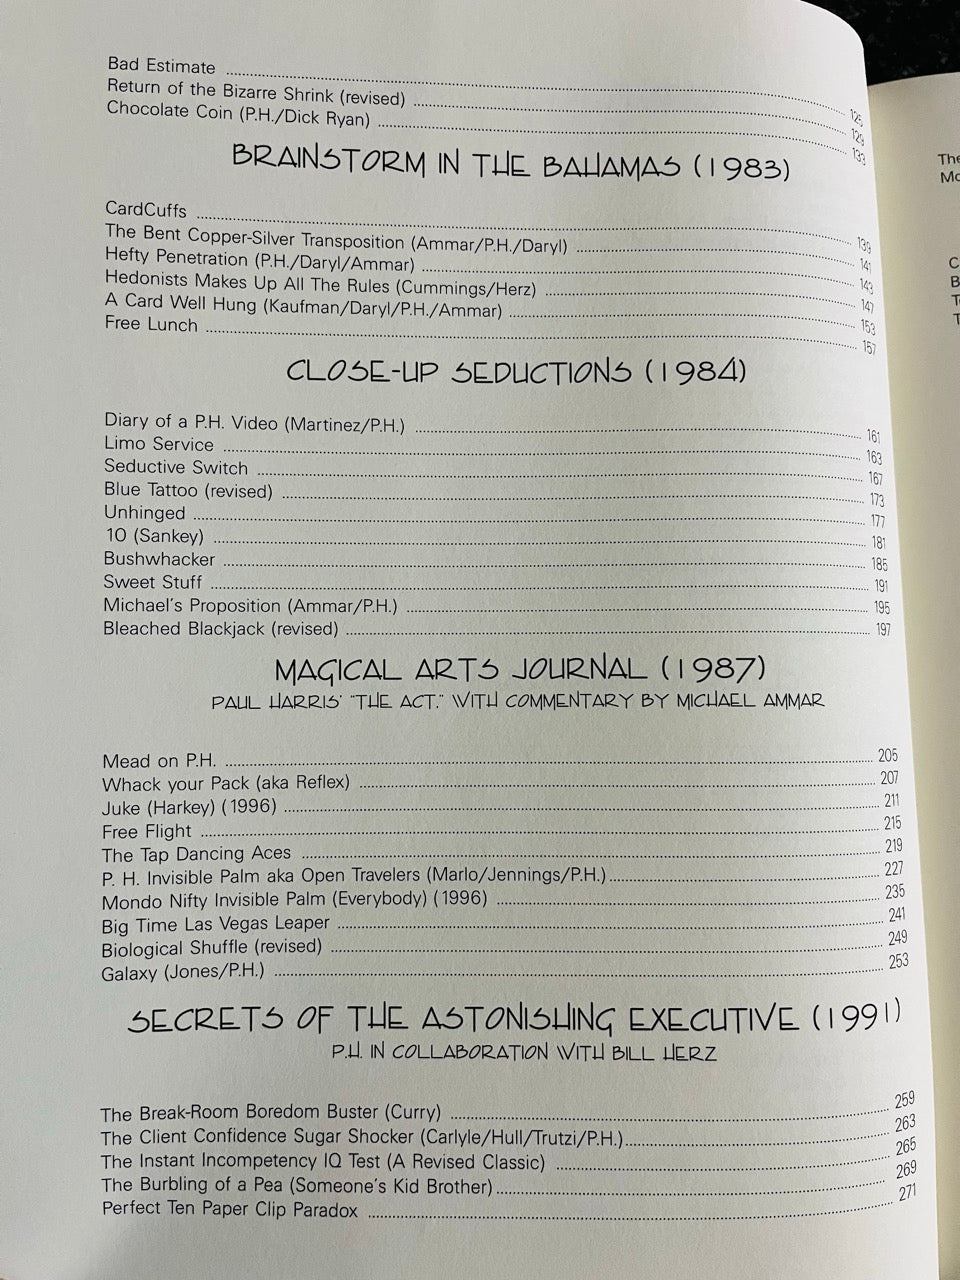 Bad Estimate 125
Return of the Bizarre Shrink (revised) 129
Chocolate Coin (P.H./Dick Ryan) 133
BRAINSTORM IN THE BAHAMAS (1983)
CardCuffs 139
The Bent Copper-Silver Transposition (Ammar/P.H./Daryl) 141
Hefty Penetration (P.H./Daryl/Ammar) 143
Hedonists Makes Up All The Rules (Cummings/Herz) 147
A Card Well Hung (Kaufman/Daryl/P.H./Ammar) 153
Free Lunch 157
CLOSE-UP SEDUCTIONS (1984)
Diary of a P.H. Video (Martinez/P.H.) 161
Limo Service 163
Seductive Switch 167
Blue Tattoo (revised) 173
Unhinged 177
10 (Sankey) 181
Bushwhacker 185
Sweet Stuff 191
Michael's Proposition (Ammar/P.H.) 195
Bleached Blackjack (revised) 197
MAGICAL ARTS JOURNAL (1987)
PAUL HARRIS' "THE ACT." WITH COMMENTARY BY MICHAEL AMMAR
Mead on P.H. 205
Whack your Pack (aka Reflex) 207
Juke (Harkey) (1996) 211
Free Flight 215
The Tap Dancing Aces 219
P. H. Invisible Palm aka Open Travelers (Marlo/Jennings/P.H.) 227
Mondo Nifty Invisible Palm (Everybody) (1996) 235
Big Time Las Vegas Leaper 241
Biological Shuffle (revised) 249
Galaxy (Jones/P.H.) 253
SECRETS OF THE ASTONISHING EXECUTIVE (1991)
P.H. IN COLLABORATION WITH BILL HERZ
The Break-Room Boredom Buster (Curry) 259
The Client Confidence Sugar Shocker (Carlyle/Hull/Trutzi/P.H.) 263
The Instant Incompetency IQ Test (A Revised Classic) 265
The Burbling of a Pea (Someone's Kid Brother) 269
Perfect Ten Paper Clip Paradox 271